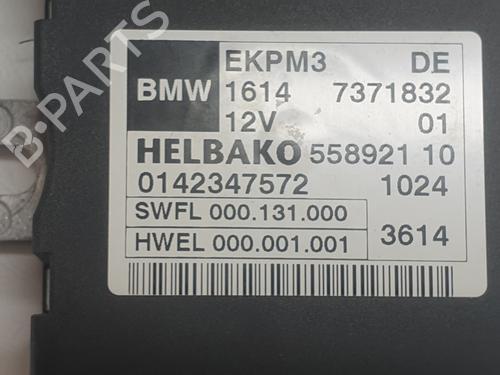 EKPM3 DE
BMW 1614 7371832
12V 01
HELBAKO 558921 10
0142347572 1024
SWFL 000.131.000
HWEL 000.001.001 3614
B-PARTS